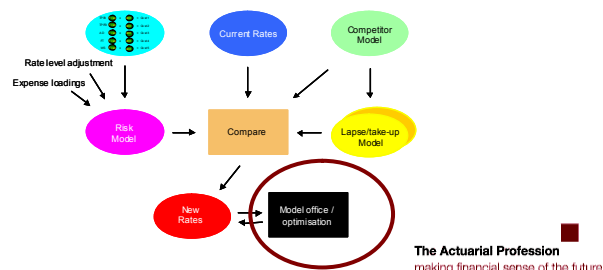 Current Rates
Competitor
Model
Rate level adjustment
Expense loadings
Risk
Model
Compare
Lapse/take-up
Model
New
Rates
Model office /
optimisation
The Actuarial Profession
making financial sense of the future